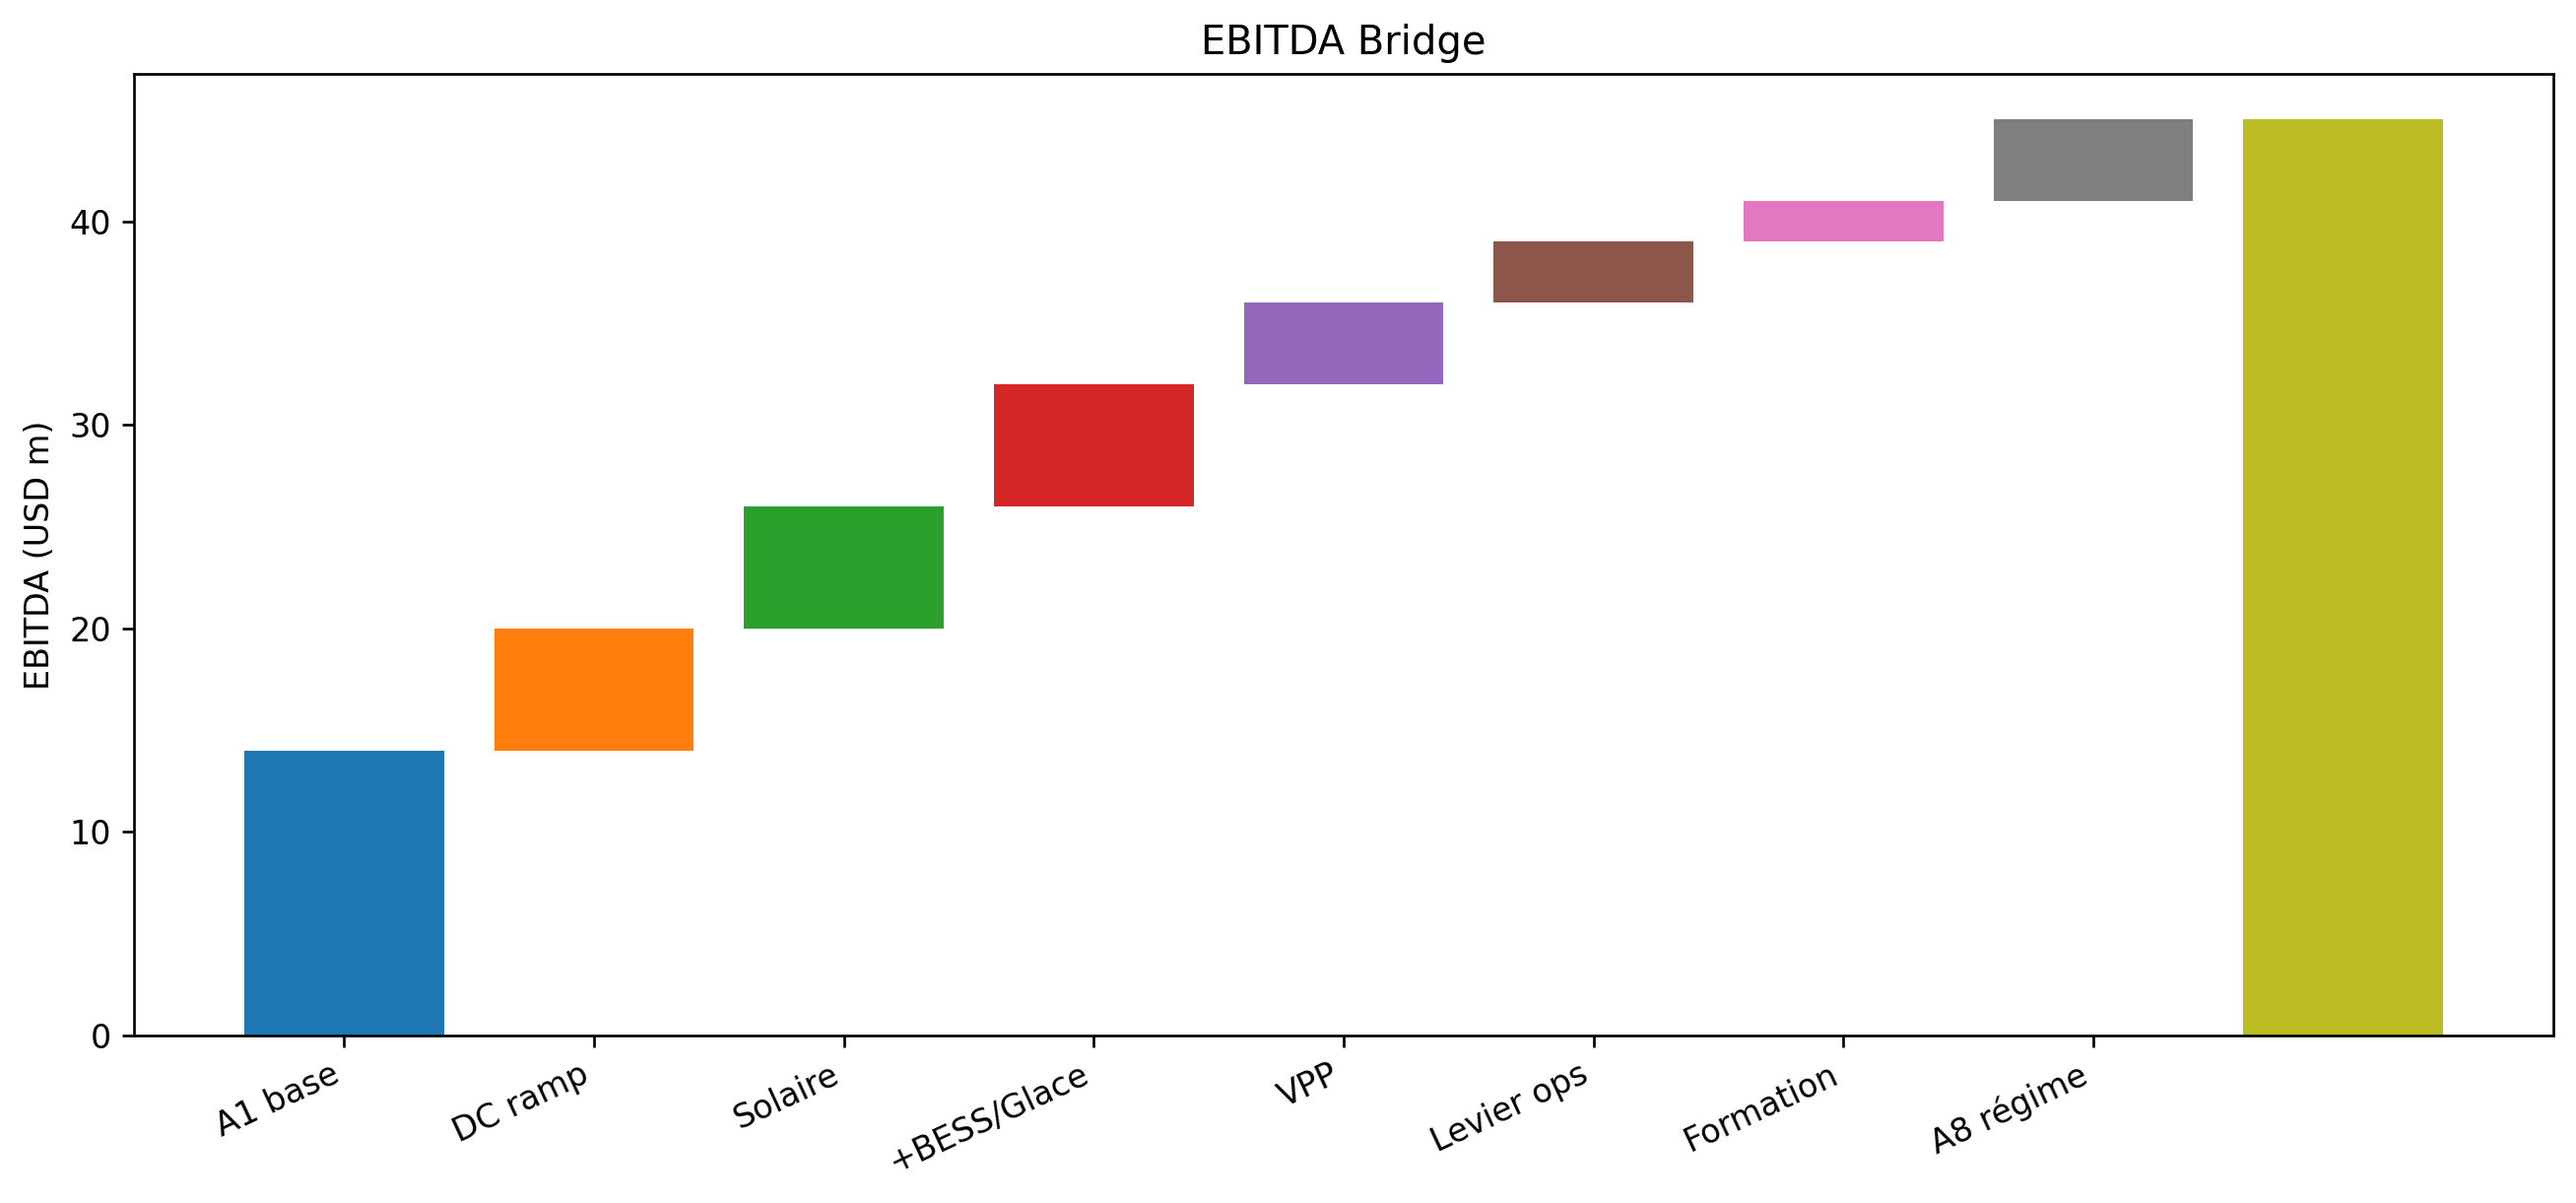 EBITDA Bridge
EBITDA (USD m)
40
30
20
10
0
A1 base
DC ramp
Solaire
+BESS/Glace
VPP
Levier ops
Formation
A8 régime